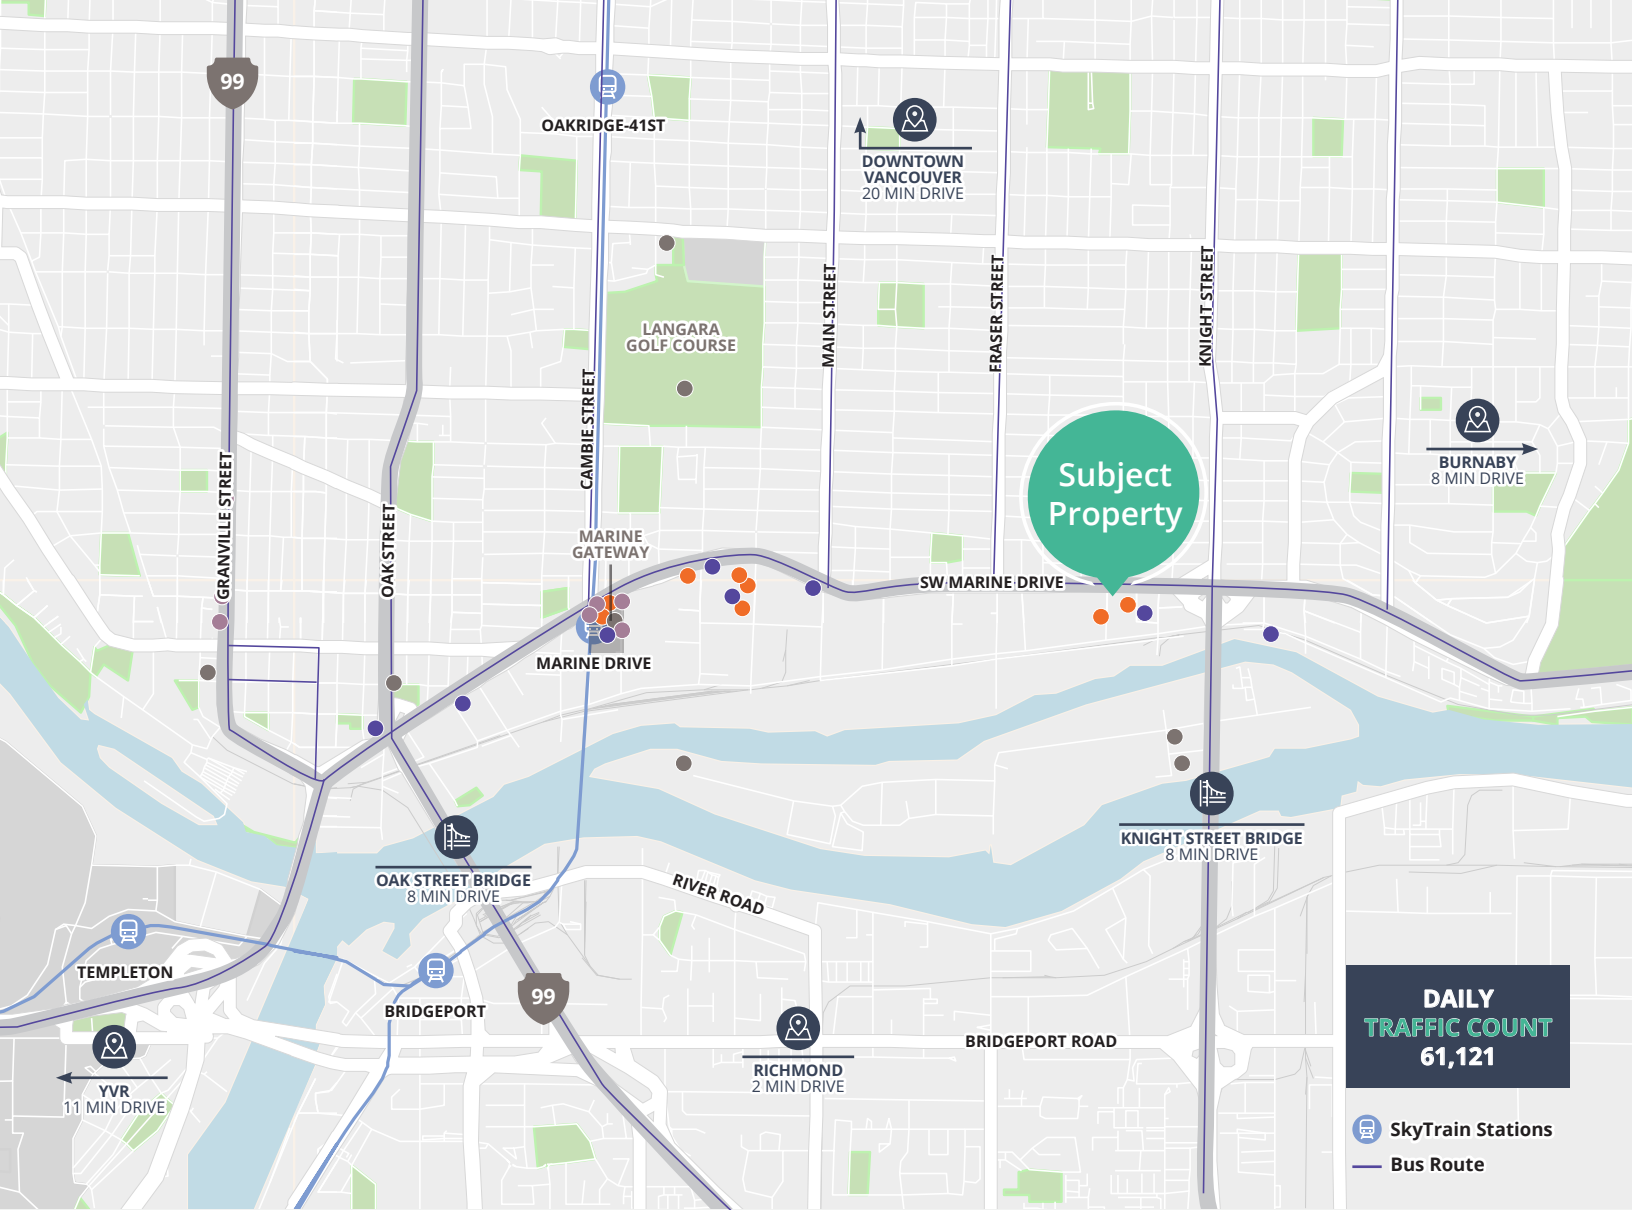 99
OAKRIDGE-41ST
DOWNTOWN
VANCOUVER
20 MIN DRIVE
LANGARA
GOLF COURSE
MAIN STREET
FRASER STREET
KNIGHT STREET
CAMBIE STREET
GRANVILLE STREET
OAK STREET
Subject
Property
BURNABY
8 MIN DRIVE
MARINE
GATEWAY
SW MARINE DRIVE
MARINE DRIVE
KNIGHT STREET BRIDGE
8 MIN DRIVE
OAK STREET BRIDGE
8 MIN DRIVE
RIVER ROAD
TEMPLETON
BRIDGEPORT
99
BRIDGEPORT ROAD
RICHMOND
2 MIN DRIVE
YVR
11 MIN DRIVE
DAILY
TRAFFIC COUNT
61,121
SkyTrain Stations
Bus Route